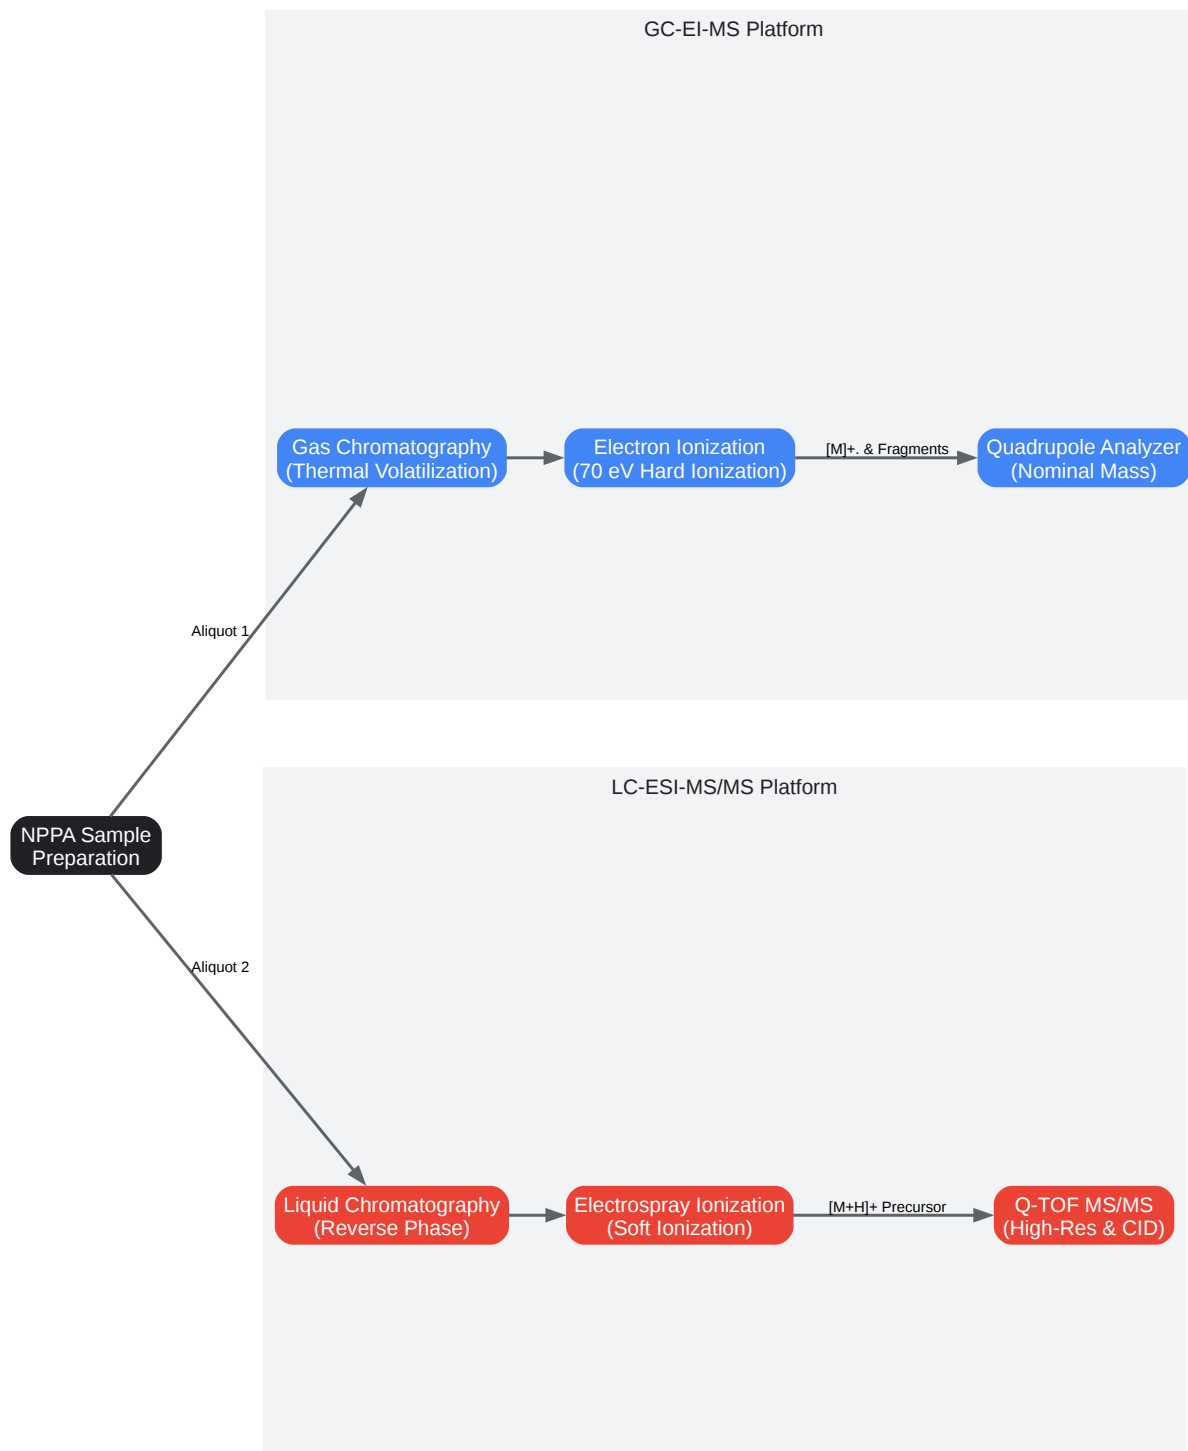 GC-EI-MS Platform
Gas Chromatography
(Thermal Volatilization)
Electron Ionization
(70 eV Hard Ionization)
[M]+. & Fragments
Quadrupole Analyzer
(Nominal Mass)
Aliquot 1
NPPA Sample
Preparation
Aliquot 2
LC-ESI-MS/MS Platform
Liquid Chromatography
(Reverse Phase)
Electrospray Ionization
(Soft Ionization)
[M+H]+ Precursor
Q-TOF MS/MS
(High-Res & CID)